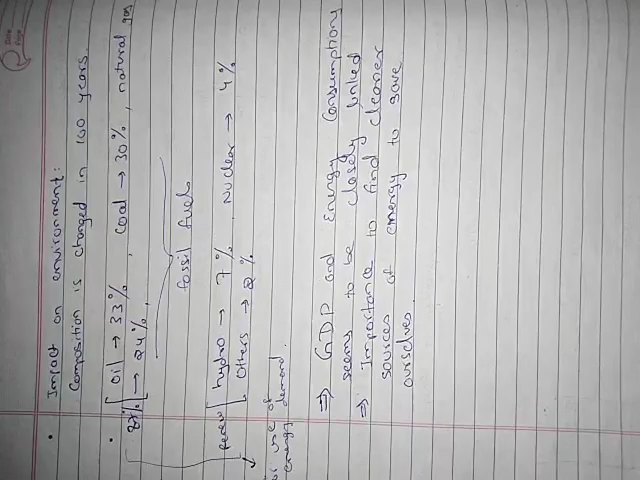 • Impact on environment:
Composition is changed in 100 years.
• [ Oil → 33%, Coal → 30%, natural gas
87% [ → 24%,
fossil fuels
renew [ hydro → 7%, Nuclear → 4%
Others → 2%
use of
energy demand.
⇒ GDP and Energy Consumptions
seems to be closely linked
⇒ Importance to find cleaner
sources of energy to save
ourselves.